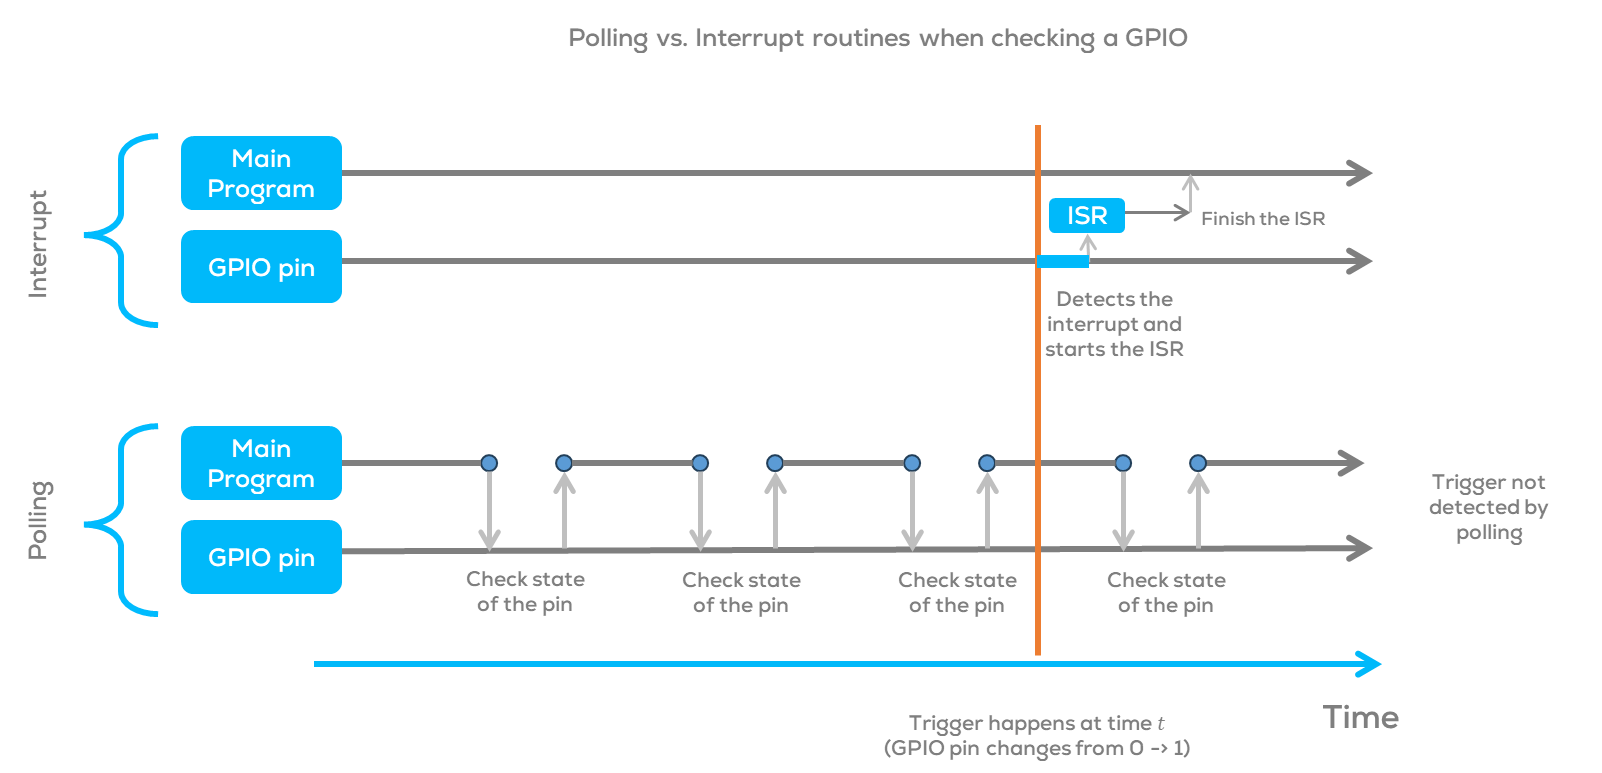 Polling vs. Interrupt routines when checking a GPIO
Interrupt
Main
Program
GPIO pin
ISR
Finish the ISR
Detects the
interrupt and
starts the ISR
Polling
Main
Program
GPIO pin
Check state
of the pin
Check state
of the pin
Check state
of the pin
Check state
of the pin
Trigger not
detected by
polling
Time
Trigger happens at time t
(GPIO pin changes from 0 -> 1)